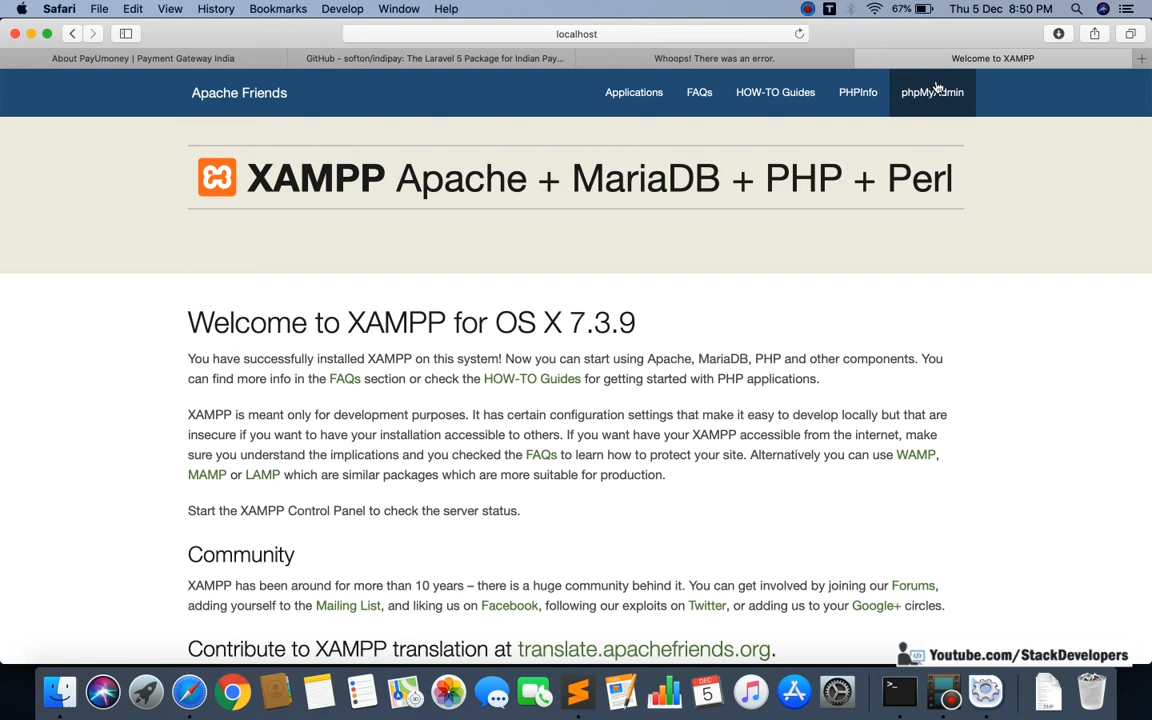 Safari File Edit View History Bookmarks Develop Window Help T 67% Thu 5 Dec 8:50 PM
localhost
About PayUmoney | Payment Gateway India GitHub - softon/indipay: The Laravel 5 Package for Indian Pay... Whoops! There was an error. Welcome to XAMPP
Apache Friends Applications FAQs HOW-TO Guides PHPInfo phpMyAdmin
XAMPP Apache + MariaDB + PHP + Perl
Welcome to XAMPP for OS X 7.3.9
You have successfully installed XAMPP on this system! Now you can start using Apache, MariaDB, PHP and other components. You
can find more info in the FAQs section or check the HOW-TO Guides for getting started with PHP applications.
XAMPP is meant only for development purposes. It has certain configuration settings that make it easy to develop locally but that are
insecure if you want to have your installation accessible to others. If you want have your XAMPP accessible from the internet, make
sure you understand the implications and you checked the FAQs to learn how to protect your site. Alternatively you can use WAMP,
MAMP or LAMP which are similar packages which are more suitable for production.
Start the XAMPP Control Panel to check the server status.
Community
XAMPP has been around for more than 10 years – there is a huge community behind it. You can get involved by joining our Forums,
adding yourself to the Mailing List, and liking us on Facebook, following our exploits on Twitter, or adding us to your Google+ circles.
Contribute to XAMPP translation at translate.apachefriends.org.
Youtube.com/StackDevelopers
DEC
5
PHP